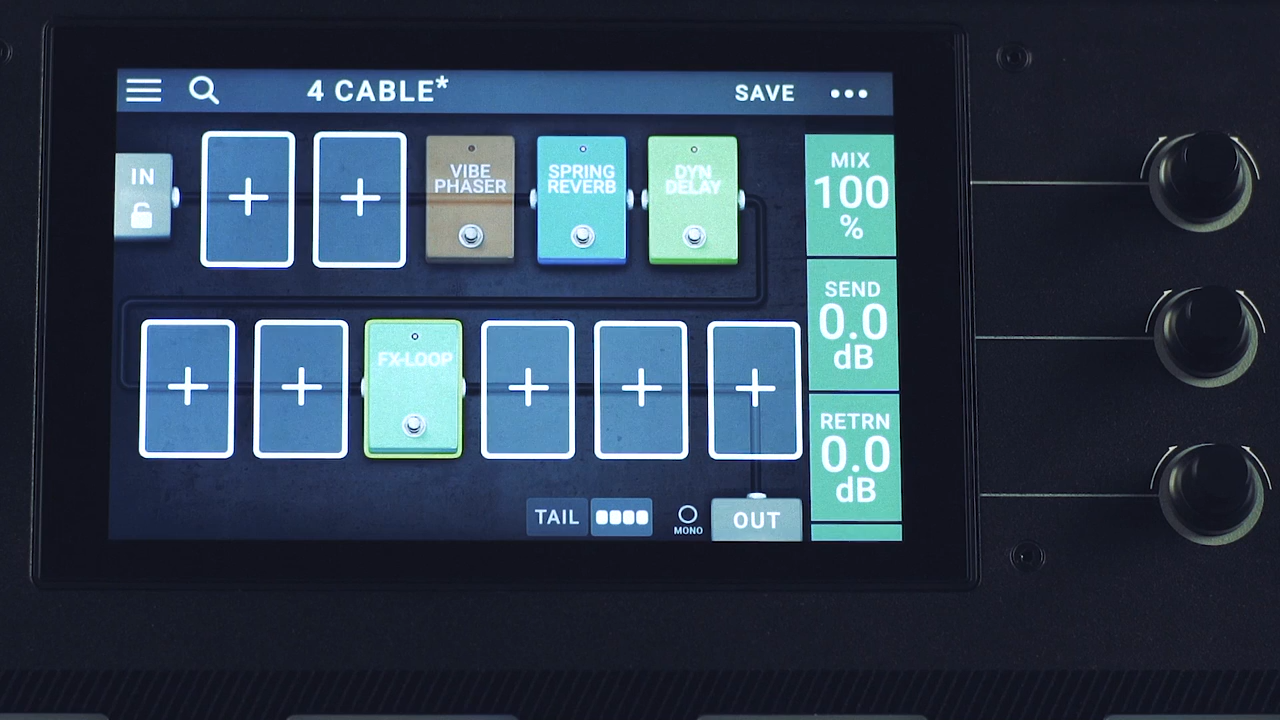 4 CABLE*
SAVE
IN
VIBE
PHASER
SPRING
REVERB
DYN
DELAY
MIX
100
%
SEND
0.0
dB
FX-LOOP
RETRN
0.0
dB
TAIL
MONO
OUT